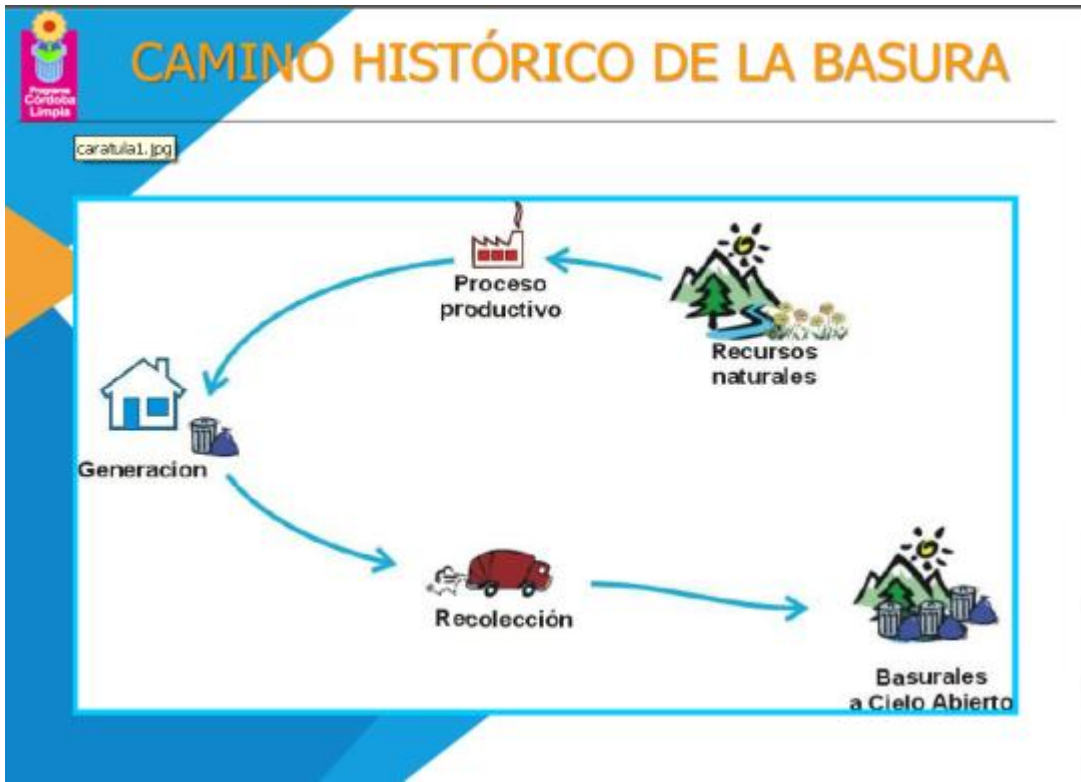 Programa
Córdoba
Limpia
CAMINO HISTÓRICO DE LA BASURA
caratula1.jpg
Proceso
productivo
Recursos
naturales
Generacion
Recolección
Basurales
a Cielo Abierto